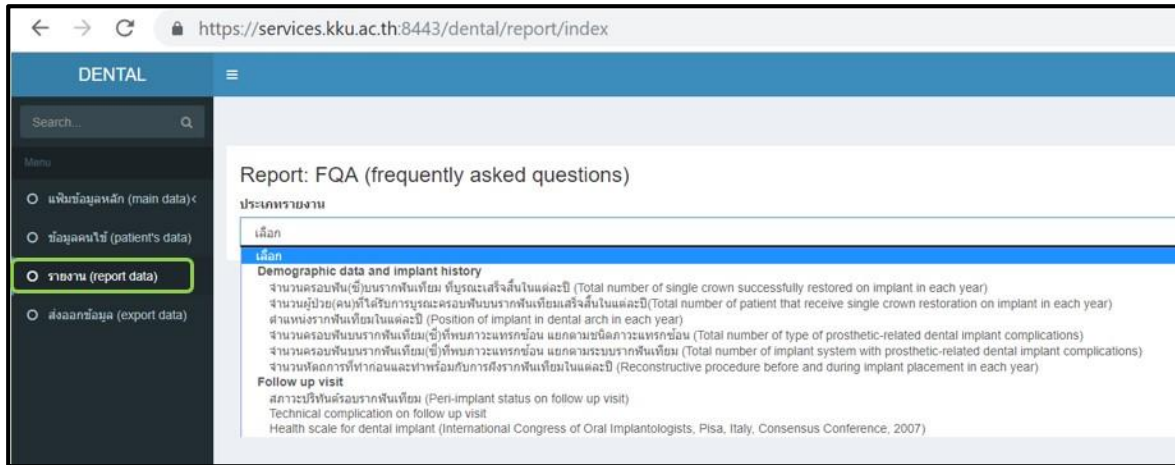 https://services.kku.ac.th:8443/dental/report/index
DENTAL
Search...
Menu
แฟ้มข้อมูลหลัก (main data)<
ข้อมูลคนไข้ (patient's data)
รายงาน (report data)
ส่งออกข้อมูล (export data)
Report: FQA (frequently asked questions)
ประเภทรายงาน
เลือก
เลือก
Demographic data and implant history
จำนวนครอบฟัน(ซี่)บนรากฟันเทียม ที่บูรณะเสร็จสิ้นในแต่ละปี (Total number of single crown successfully restored on implant in each year)
จำนวนผู้ป่วย(คน)ที่ได้รับการบูรณะครอบฟันบนรากฟันเทียมเสร็จสิ้นในแต่ละปี(Total number of patient that receive single crown restoration on implant in each year)
ตำแหน่งรากฟันเทียมในแต่ละปี (Position of implant in dental arch in each year)
จำนวนครอบฟันบนรากฟันเทียม(ซี่)ที่พบภาวะแทรกซ้อน แยกตามชนิดภาวะแทรกซ้อน (Total number of type of prosthetic-related dental implant complications)
จำนวนครอบฟันบนรากฟันเทียม(ซี่)ที่พบภาวะแทรกซ้อน แยกตามระบบรากฟันเทียม (Total number of implant system with prosthetic-related dental implant complications)
จำนวนหัตถการที่ทำก่อนและทำพร้อมกับการฝังรากฟันเทียมในแต่ละปี (Reconstructive procedure before and during implant placement in each year)
Follow up visit
สภาวะปริทันต์รอบรากฟันเทียม (Peri-implant status on follow up visit)
Technical complication on follow up visit
Health scale for dental implant (International Congress of Oral Implantologists, Pisa, Italy, Consensus Conference, 2007)